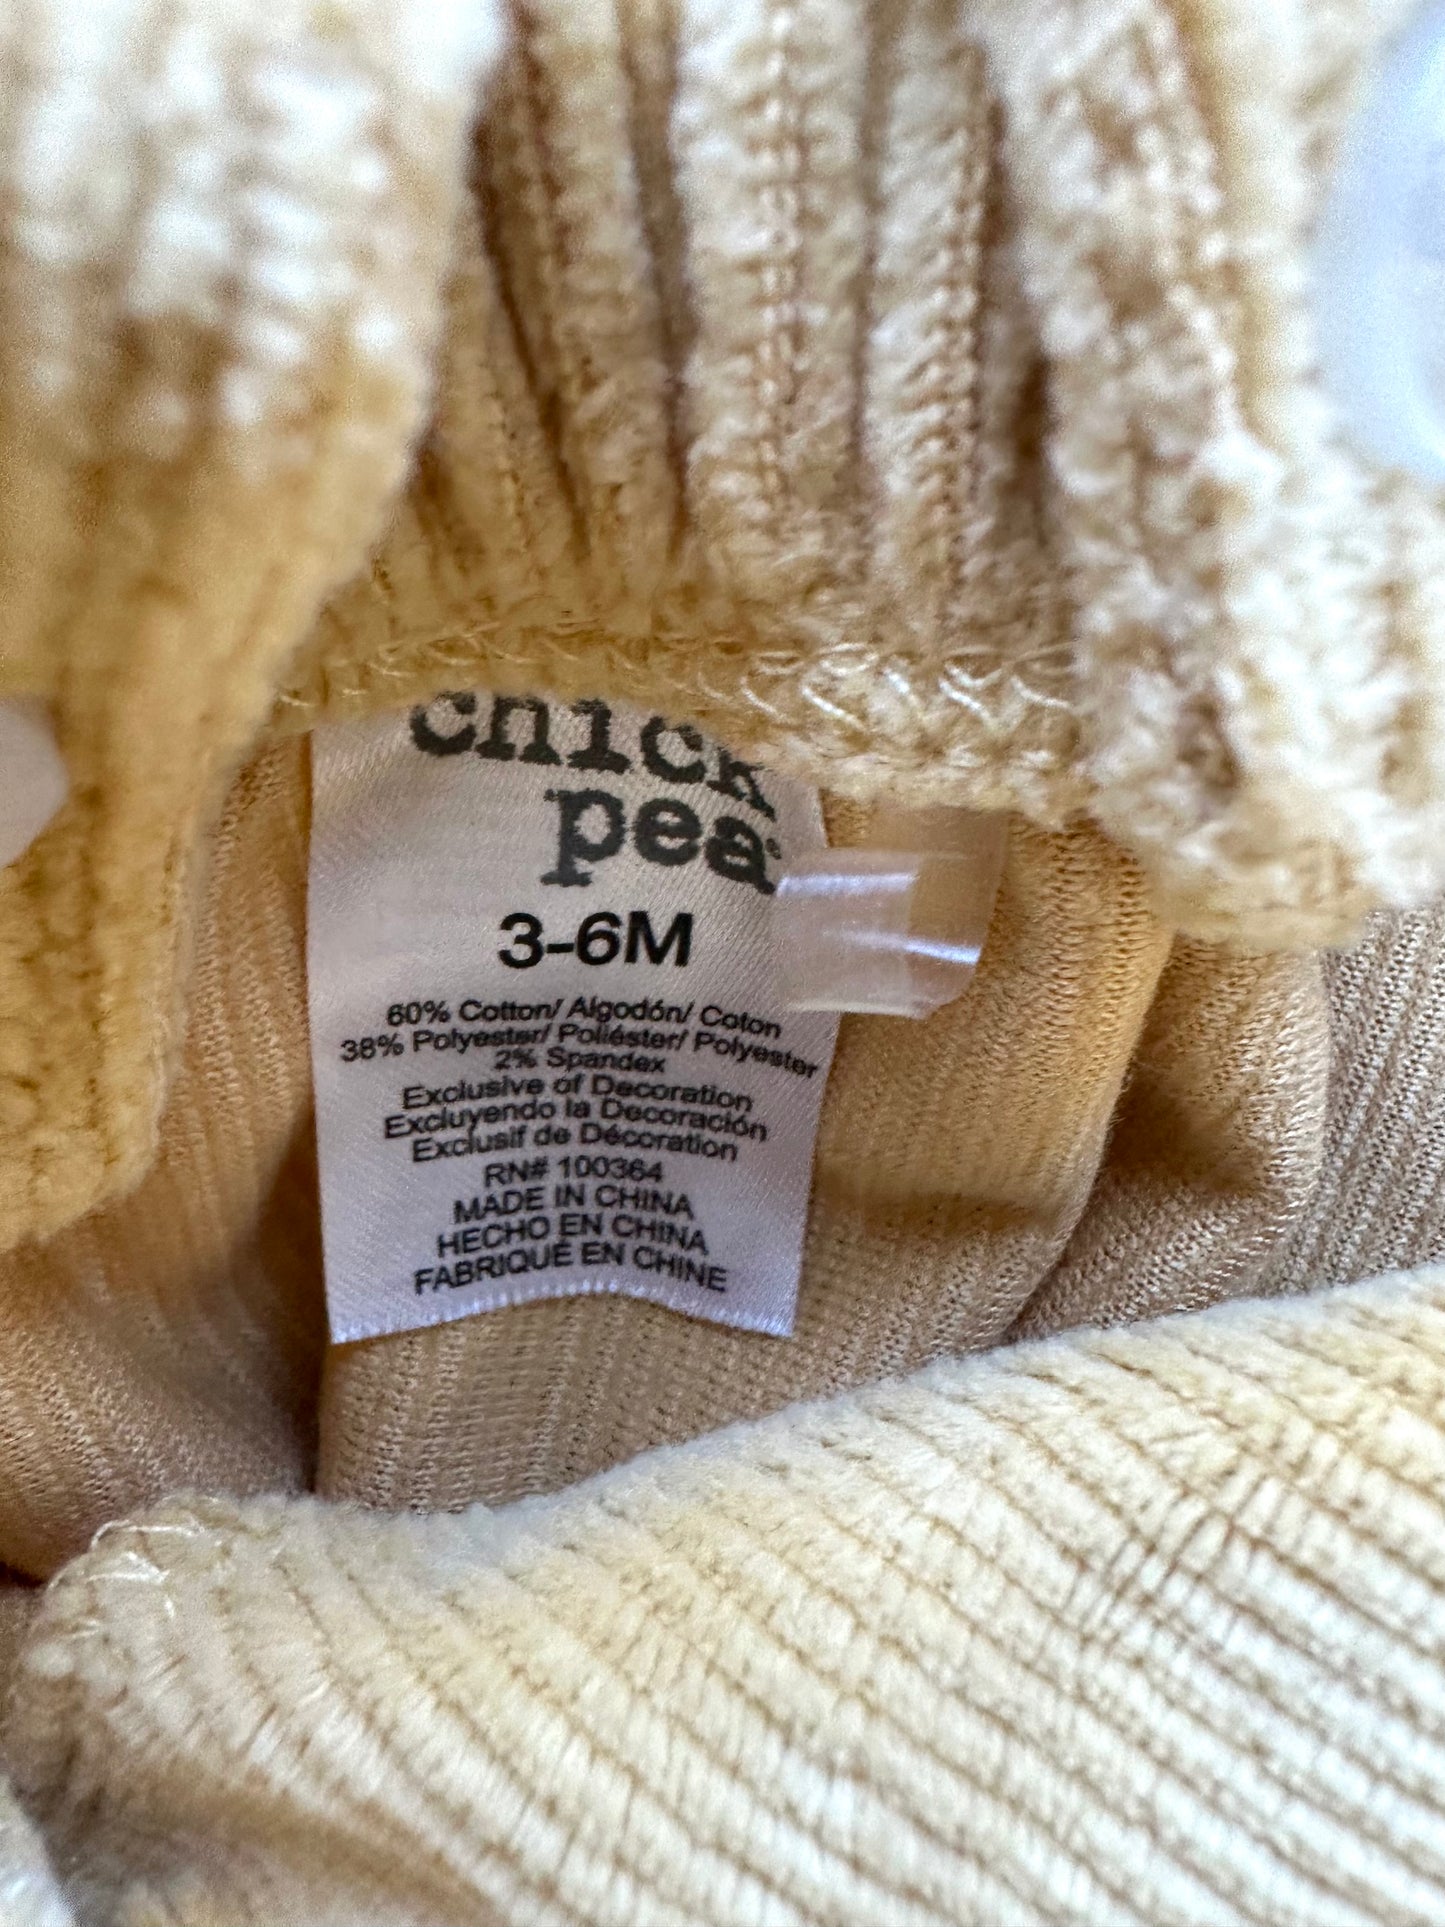 chick
pea®
3-6M
60% Cotton/ Algodón/ Coton
38% Polyester/ Poliéster/ Polyester
2% Spandex
Exclusive of Decoration
Excluyendo la Decoración
Exclusif de Décoration
RN# 100364
MADE IN CHINA
HECHO EN CHINA
FABRIQUÉ EN CHINE